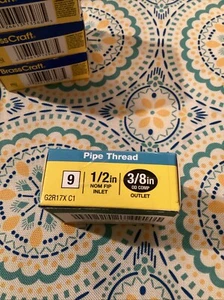 BrassCraft
BrassCraft.
Pipe Thread
9
1/2in
NOM FIP
INLET
3/8in
OD COMP
OUTLET
G2R17X C1